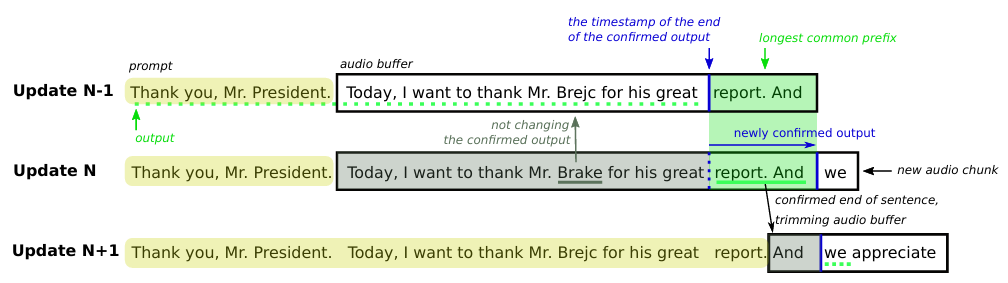 the timestamp of the end
of the confirmed output
longest common prefix
prompt
audio buffer
Update N-1 Thank you, Mr. President. Today, I want to thank Mr. Brejc for his great report. And
output
not changing
the confirmed output
newly confirmed output
Update N Thank you, Mr. President. Today, I want to thank Mr. Brake for his great report. And we
new audio chunk
confirmed end of sentence,
trimming audio buffer
Update N+1 Thank you, Mr. President. Today, I want to thank Mr. Brejc for his great report. And we appreciate